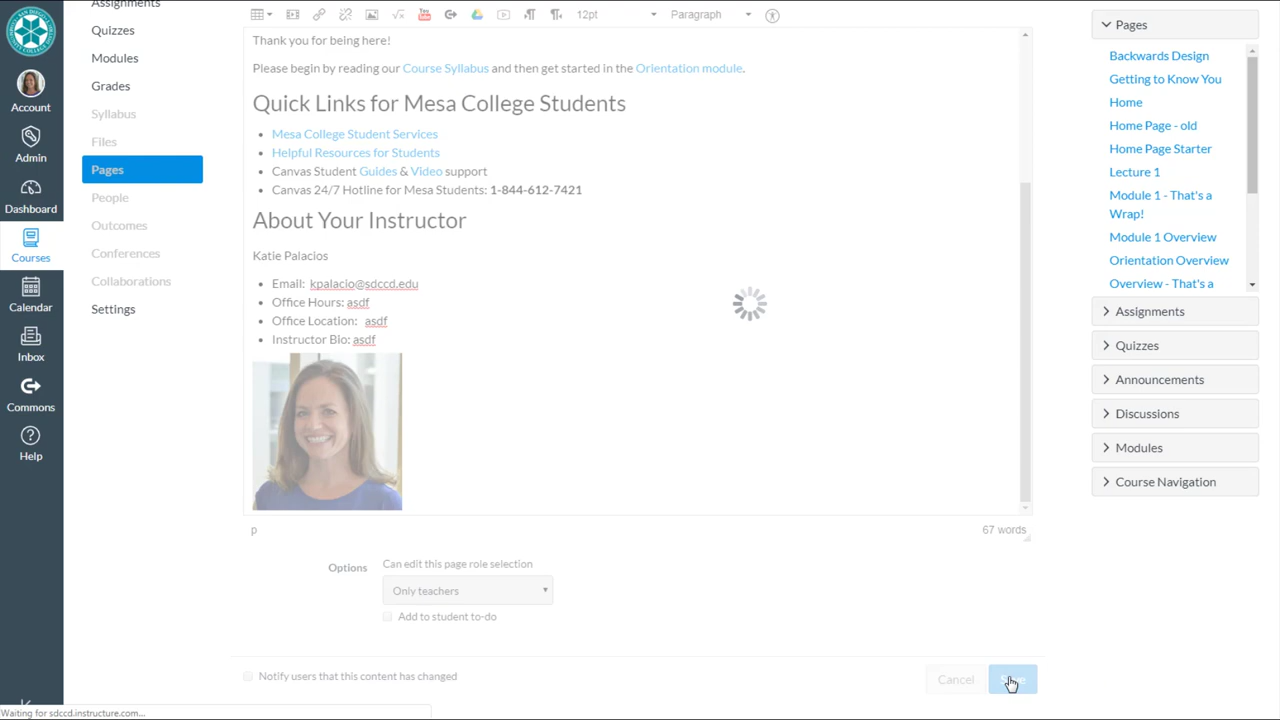 Assignments
Quizzes
Modules
Grades
Syllabus
Files
Pages
People
Outcomes
Conferences
Collaborations
Settings
Account
Admin
Dashboard
Courses
Calendar
Inbox
Commons
Help
12pt
Paragraph
Thank you for being here!
Please begin by reading our Course Syllabus and then get started in the Orientation module.
Quick Links for Mesa College Students
Mesa College Student Services
Helpful Resources for Students
Canvas Student Guides & Video support
Canvas 24/7 Hotline for Mesa Students: 1-844-612-7421
About Your Instructor
Katie Palacios
Email: kpalacio@sdccd.edu
Office Hours: asdf
Office Location: asdf
Instructor Bio: asdf
p
67 words
Options
Can edit this page role selection
Only teachers
Add to student to-do
Notify users that this content has changed
Cancel
Save
Waiting for sdccd.instructure.com...
Pages
Backwards Design
Getting to Know You
Home
Home Page - old
Home Page Starter
Lecture 1
Module 1 - That's a
Wrap!
Module 1 Overview
Orientation Overview
Overview - That's a
Assignments
Quizzes
Announcements
Discussions
Modules
Course Navigation